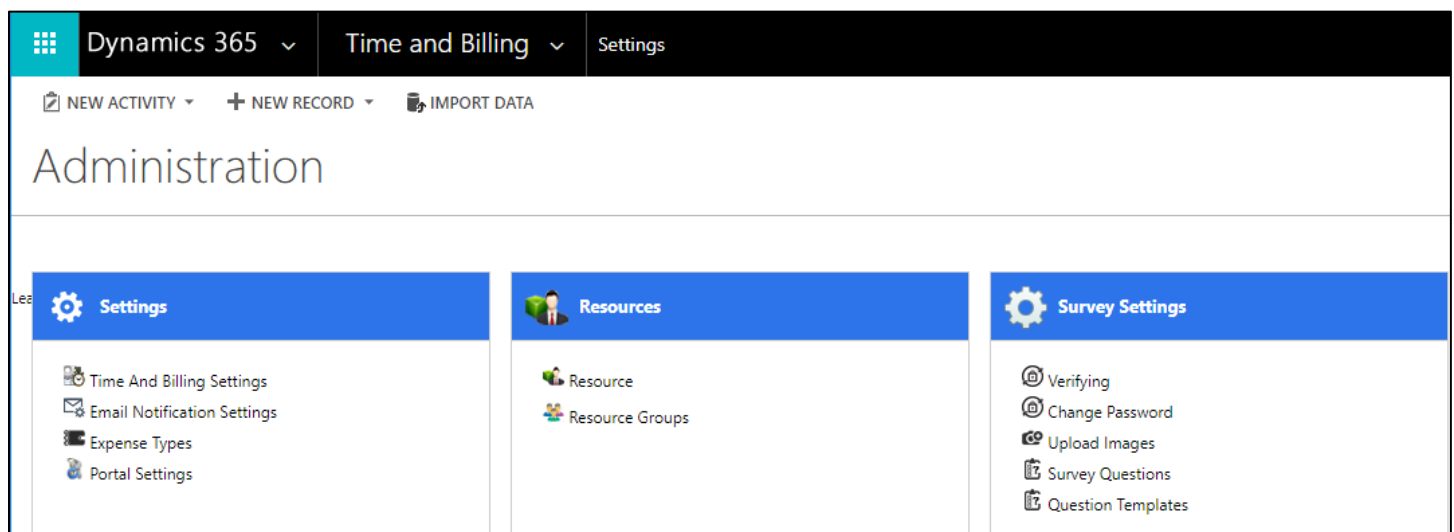 Dynamics 365 Time and Billing Settings
NEW ACTIVITY NEW RECORD IMPORT DATA
Administration
Lea
Settings
Time And Billing Settings
Email Notification Settings
Expense Types
Portal Settings
Resources
Resource
Resource Groups
Survey Settings
Verifying
Change Password
Upload Images
Survey Questions
Question Templates